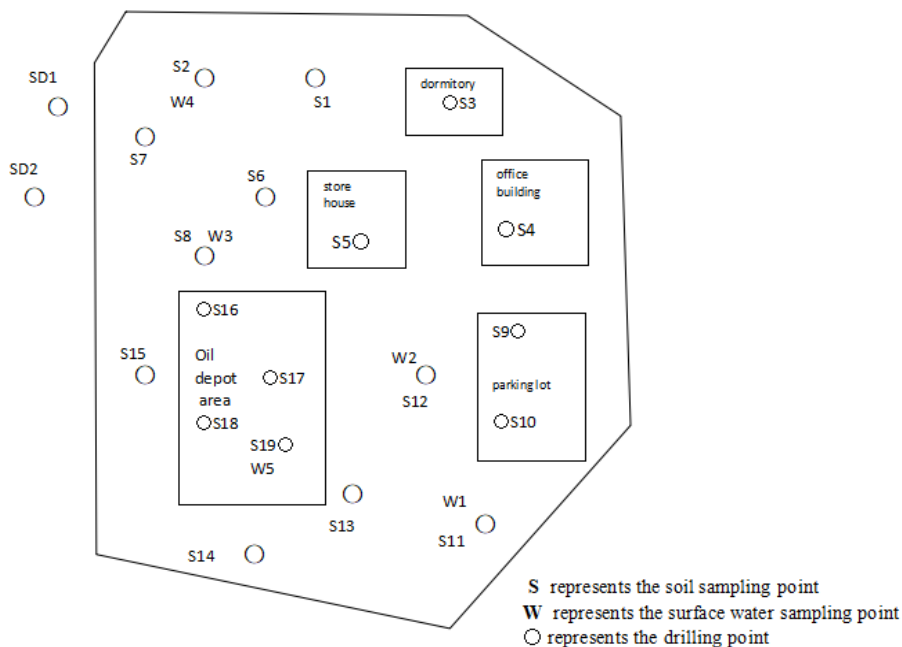 SD1
S2
W4
S1
dormitory
S3
S7
SD2
S6
store
house
S5
office
building
S4
S8 W3
S16
S15
Oil
depot
area
S17
S18
S19
W5
W2
S12
S9
parking lot
S10
S13
W1
S11
S14
S represents the soil sampling point
W represents the surface water sampling point
represents the drilling point